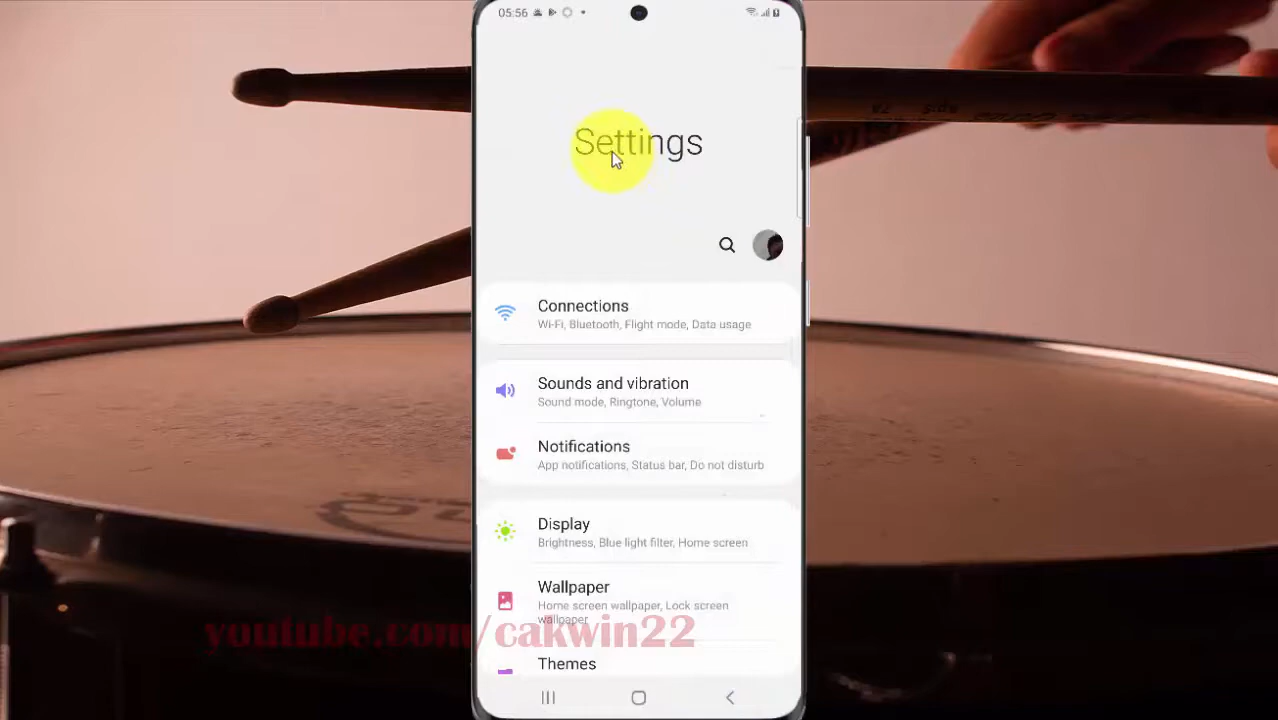 05:56
Settings
Connections
Wi-Fi, Bluetooth, Flight mode, Data usage
Sounds and vibration
Sound mode, Ringtone, Volume
Notifications
App notifications, Status bar, Do not disturb
Display
Brightness, Blue light filter, Home screen
Wallpaper
Home screen wallpaper, Lock screen
wallpaper
youtube.com/cakwin22
Themes